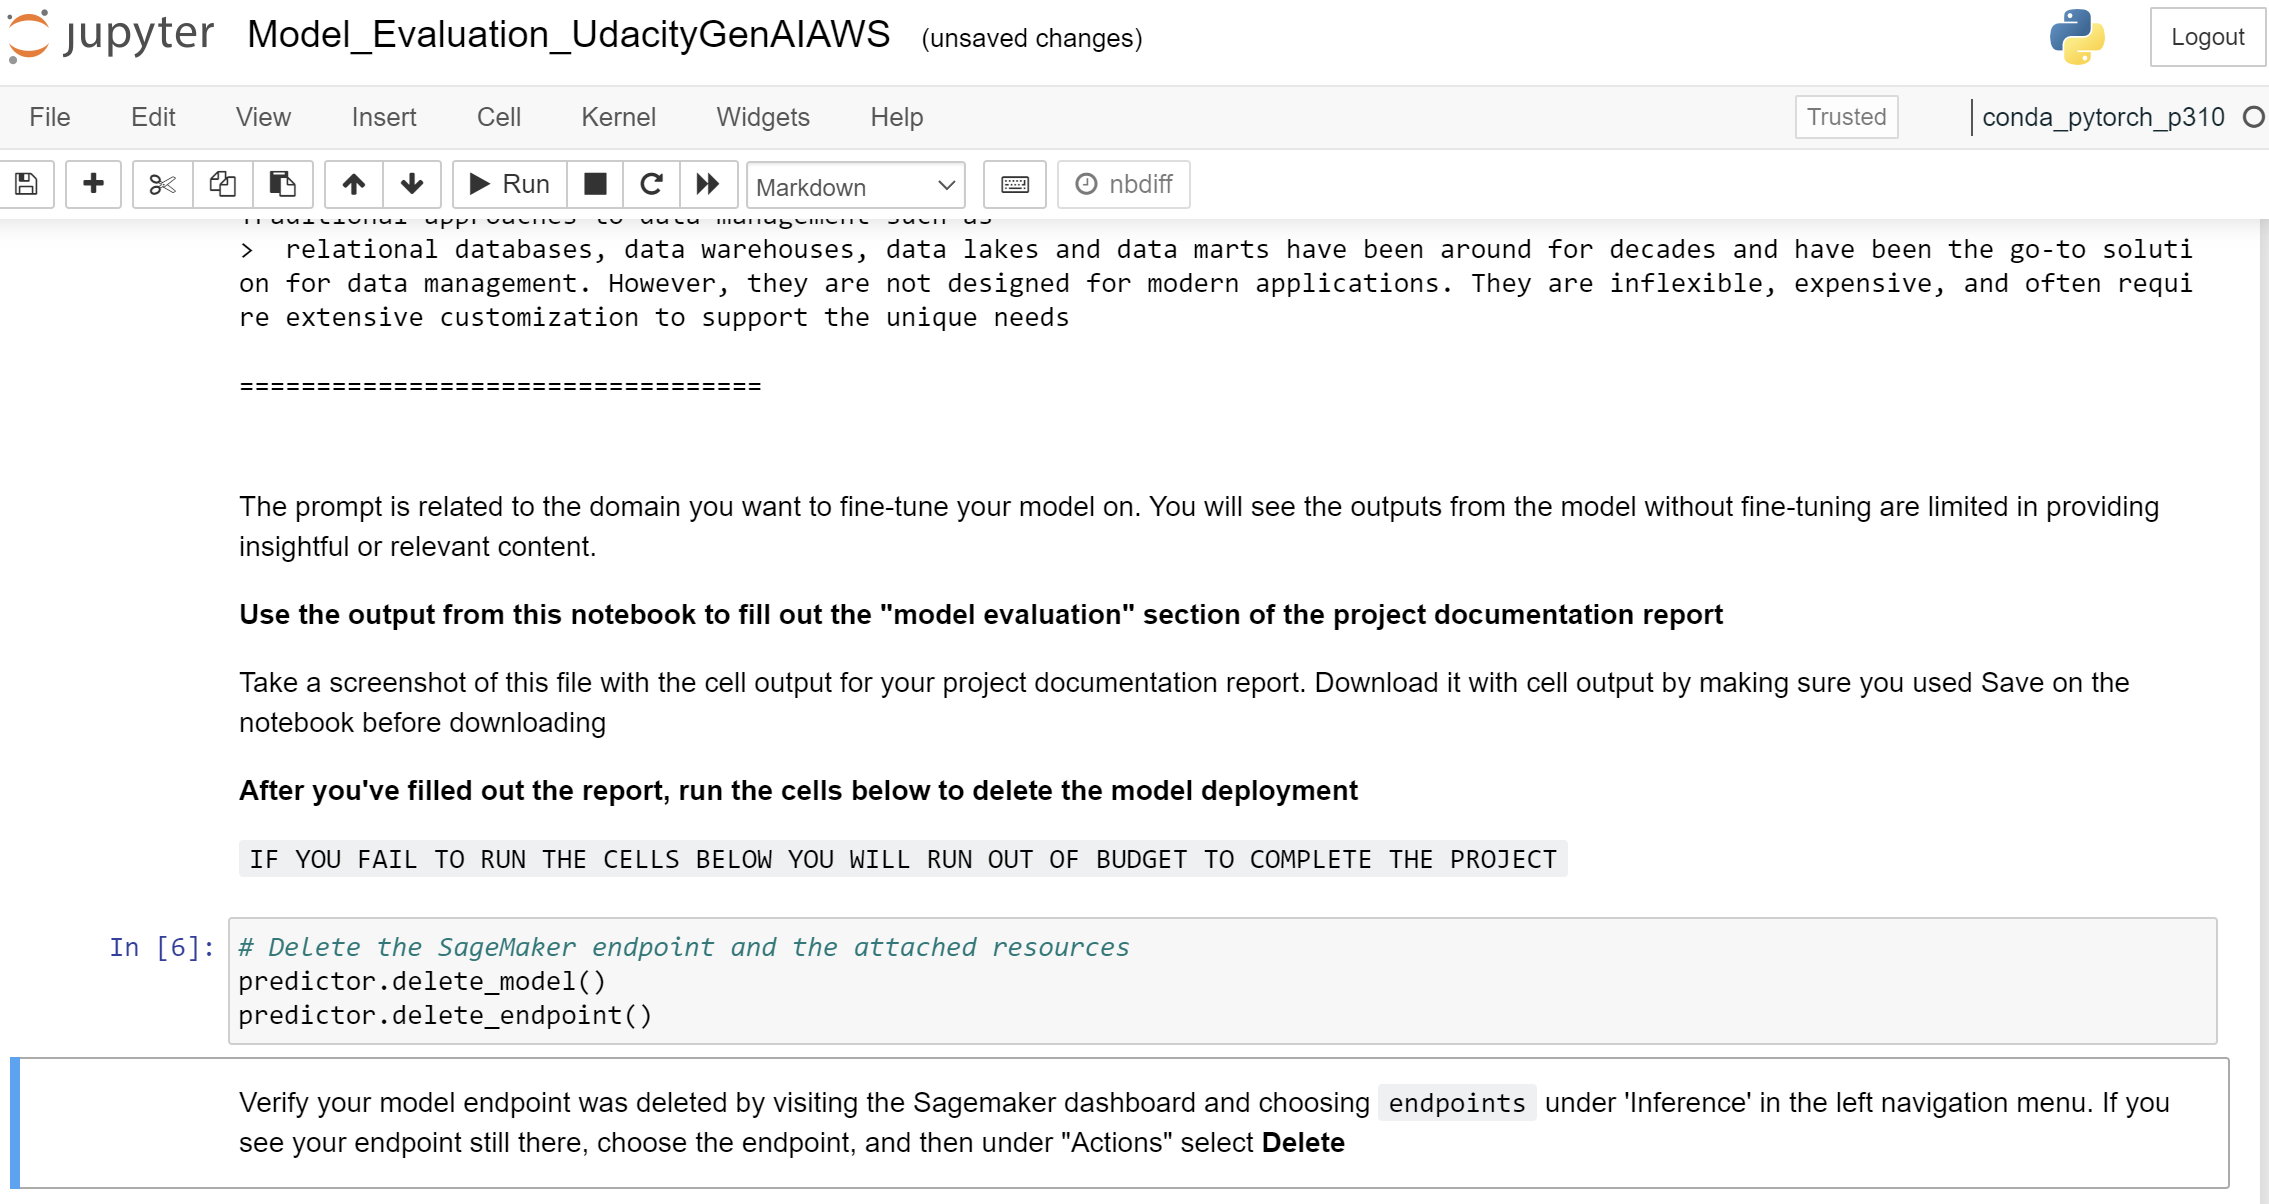 jupyter Model_Evaluation_UdacityGenAIAWS (unsaved changes) Logout
File Edit View Insert Cell Kernel Widgets Help Trusted conda_pytorch_p310
Run Markdown nbdiff
Traditional approaches to data management such as
>  relational databases, data warehouses, data lakes and data marts have been around for decades and have been the go-to soluti
on for data management. However, they are not designed for modern applications. They are inflexible, expensive, and often requi
re extensive customization to support the unique needs
==================================
The prompt is related to the domain you want to fine-tune your model on. You will see the outputs from the model without fine-tuning are limited in providing
insightful or relevant content.
Use the output from this notebook to fill out the "model evaluation" section of the project documentation report
Take a screenshot of this file with the cell output for your project documentation report. Download it with cell output by making sure you used Save on the
notebook before downloading
After you've filled out the report, run the cells below to delete the model deployment
IF YOU FAIL TO RUN THE CELLS BELOW YOU WILL RUN OUT OF BUDGET TO COMPLETE THE PROJECT
In [6]: # Delete the SageMaker endpoint and the attached resources
predictor.delete_model()
predictor.delete_endpoint()
Verify your model endpoint was deleted by visiting the Sagemaker dashboard and choosing endpoints under 'Inference' in the left navigation menu. If you
see your endpoint still there, choose the endpoint, and then under "Actions" select Delete